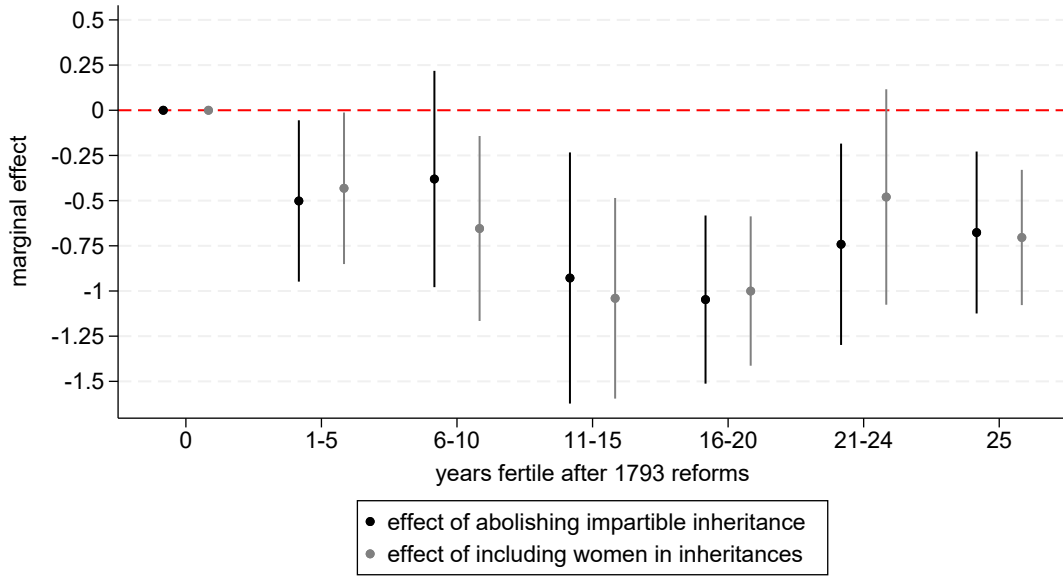 0.5
0.25
0
-0.25
-0.5
-0.75
-1
-1.25
-1.5
marginal effect
0 1-5 6-10 11-15 16-20 21-24 25
years fertile after 1793 reforms
effect of abolishing impartible inheritance
effect of including women in inheritances